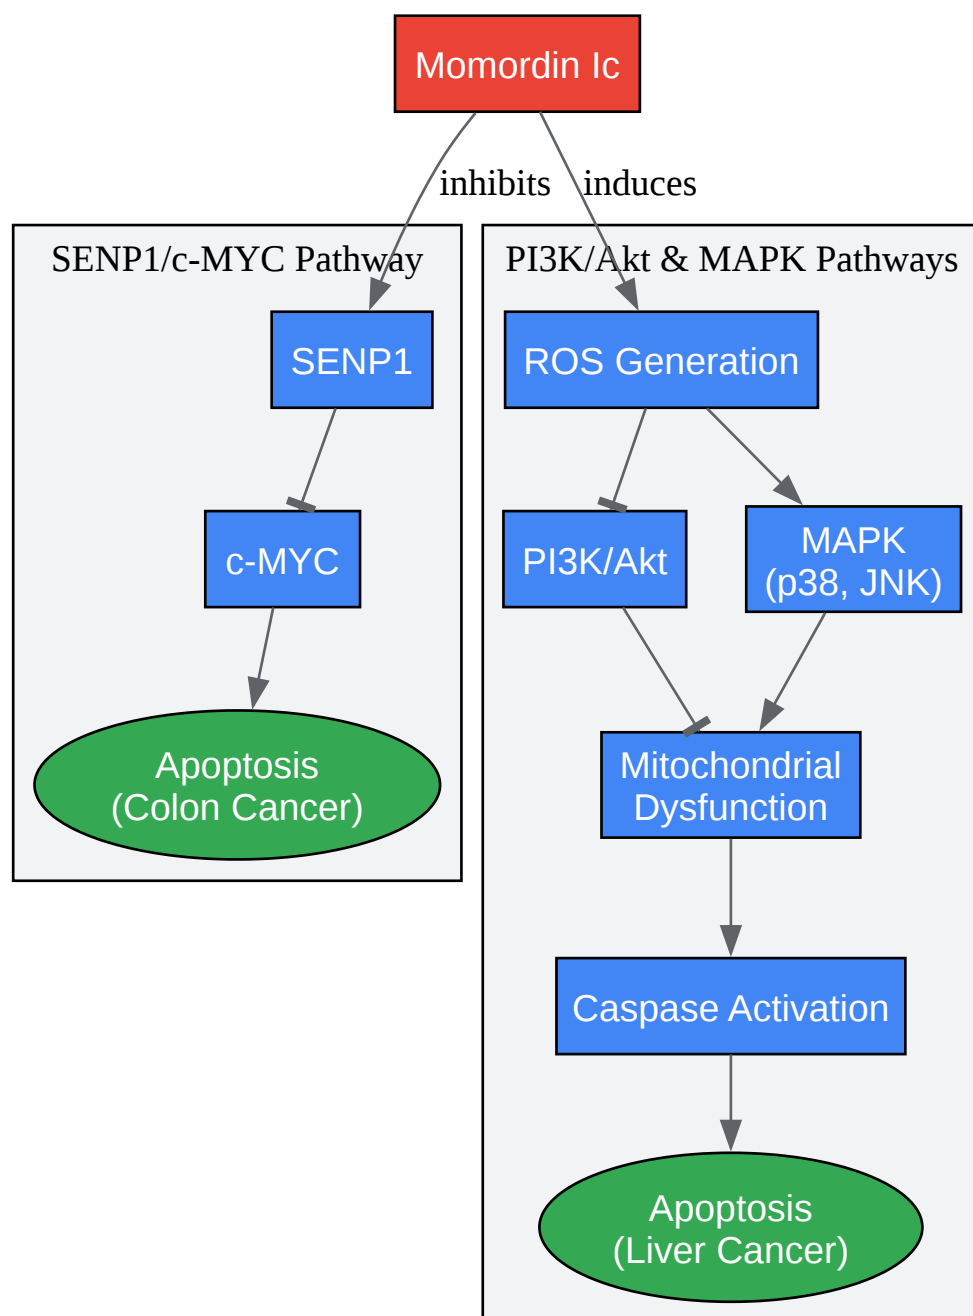 Momordin Ic
inhibits
induces
SENP1/c-MYC Pathway
PI3K/Akt & MAPK Pathways
SENP1
ROS Generation
c-MYC
PI3K/Akt
MAPK
(p38, JNK)
Apoptosis
(Colon Cancer)
Mitochondrial
Dysfunction
Caspase Activation
Apoptosis
(Liver Cancer)